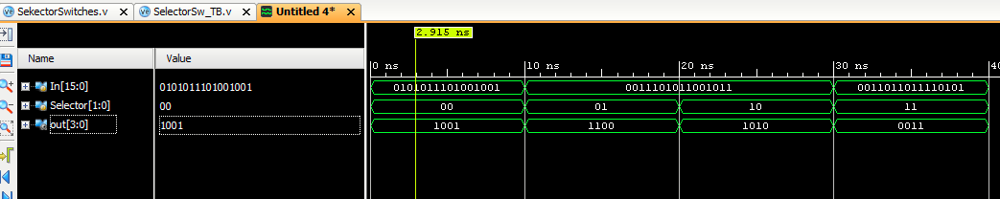 SekectorSwitches.v
SelectorSw_TB.v
Untitled 4*
2.915 ns
Name
Value
0 ns
10 ns
20 ns
30 ns
In[15:0]
0101011101001001
0101011101001001
0011101011001011
0011011011110101
Selector[1:0]
00
00
01
10
11
out[3:0]
1001
1001
1100
1010
0011